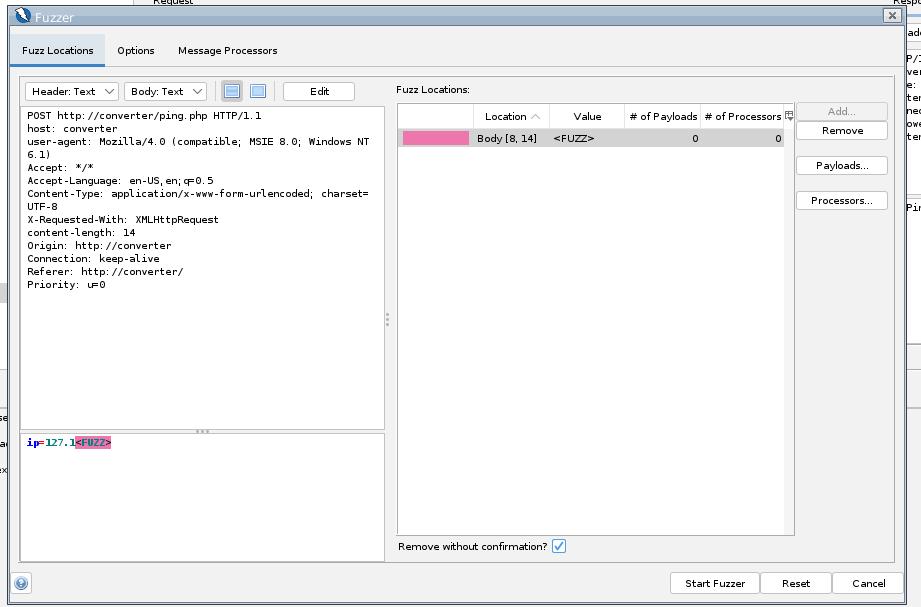 Request
Fuzzer
Fuzz Locations Options Message Processors
Header: Text Body: Text Edit
POST http://converter/ping.php HTTP/1.1
host: converter
user-agent: Mozilla/4.0 (compatible; MSIE 8.0; Windows NT
6.1)
Accept: */*
Accept-Language: en-US,en;q=0.5
Content-Type: application/x-www-form-urlencoded; charset=
UTF-8
X-Requested-With: XMLHttpRequest
content-length: 14
Origin: http://converter
Connection: keep-alive
Referer: http://converter/
Priority: u=0
ip=127.1<FUZZ>
Fuzz Locations:
Location Value # of Payloads # of Processors
Body [8, 14] <FUZZ> 0 0
Add...
Remove
Payloads...
Processors...
Remove without confirmation?
Start Fuzzer Reset Cancel